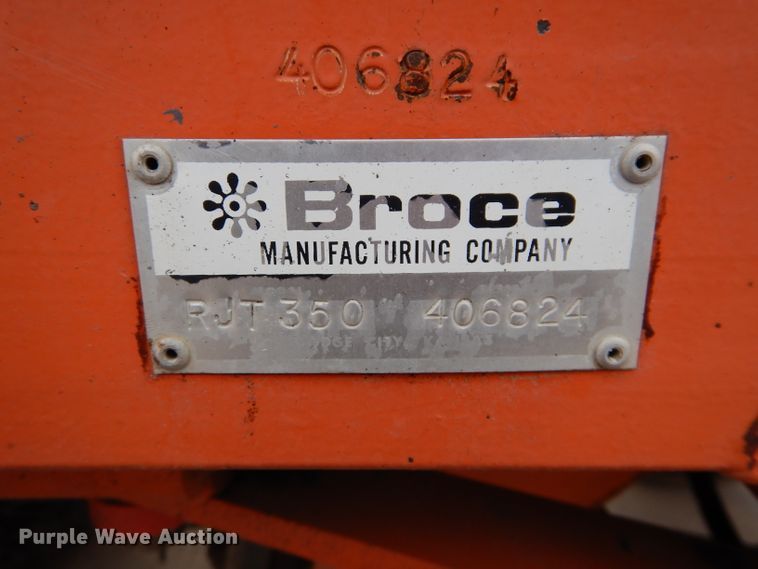 406824
Broce
MANUFACTURING COMPANY
RJT 350 406824
Purple Wave Auction